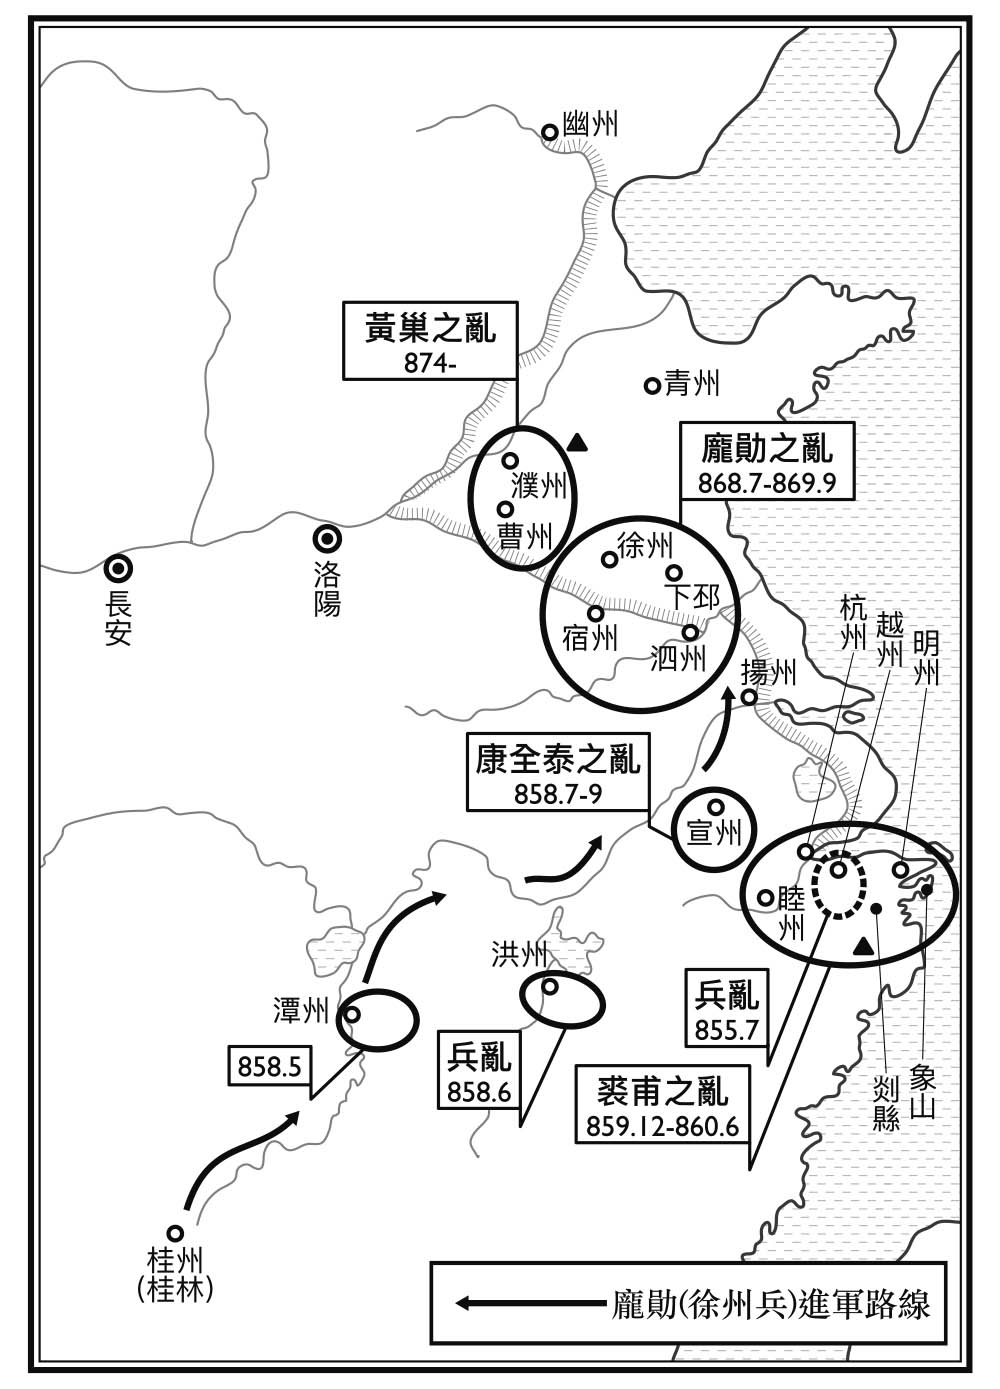 幽州
黃巢之亂
874-
青州
龐勛之亂
868.7-869.9
濮州
曹州
徐州
下邳
宿州
泗州
長安
洛陽
杭州
越州
明州
揚州
康全泰之亂
858.7-9
宣州
睦州
洪州
潭州
兵亂
855.7
858.5
兵亂
858.6
裘甫之亂
859.12-860.6
剡縣
象山
桂州
(桂林)
龐勛(徐州兵)進軍路線